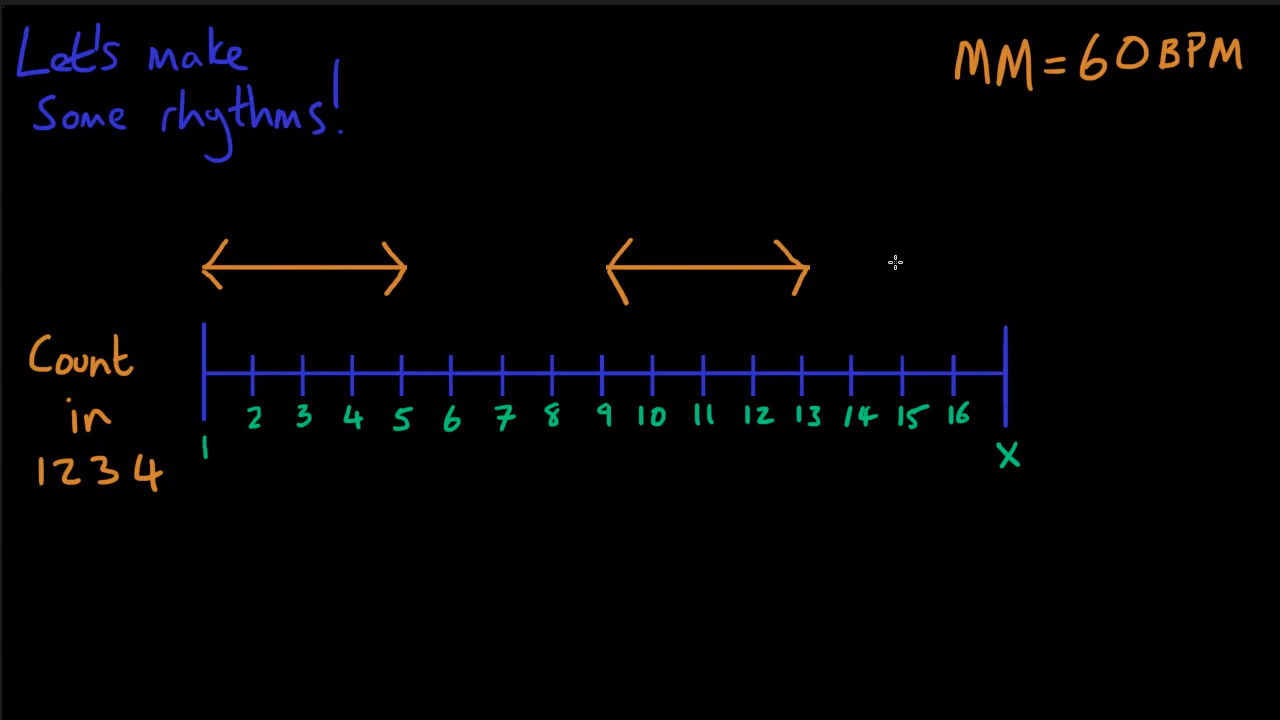 Let's make
Some rhythms!
MM = 60 BPM
Count
in
1 2 3 4
1 2 3 4 5 6 7 8 9 10 11 12 13 14 15 16 X